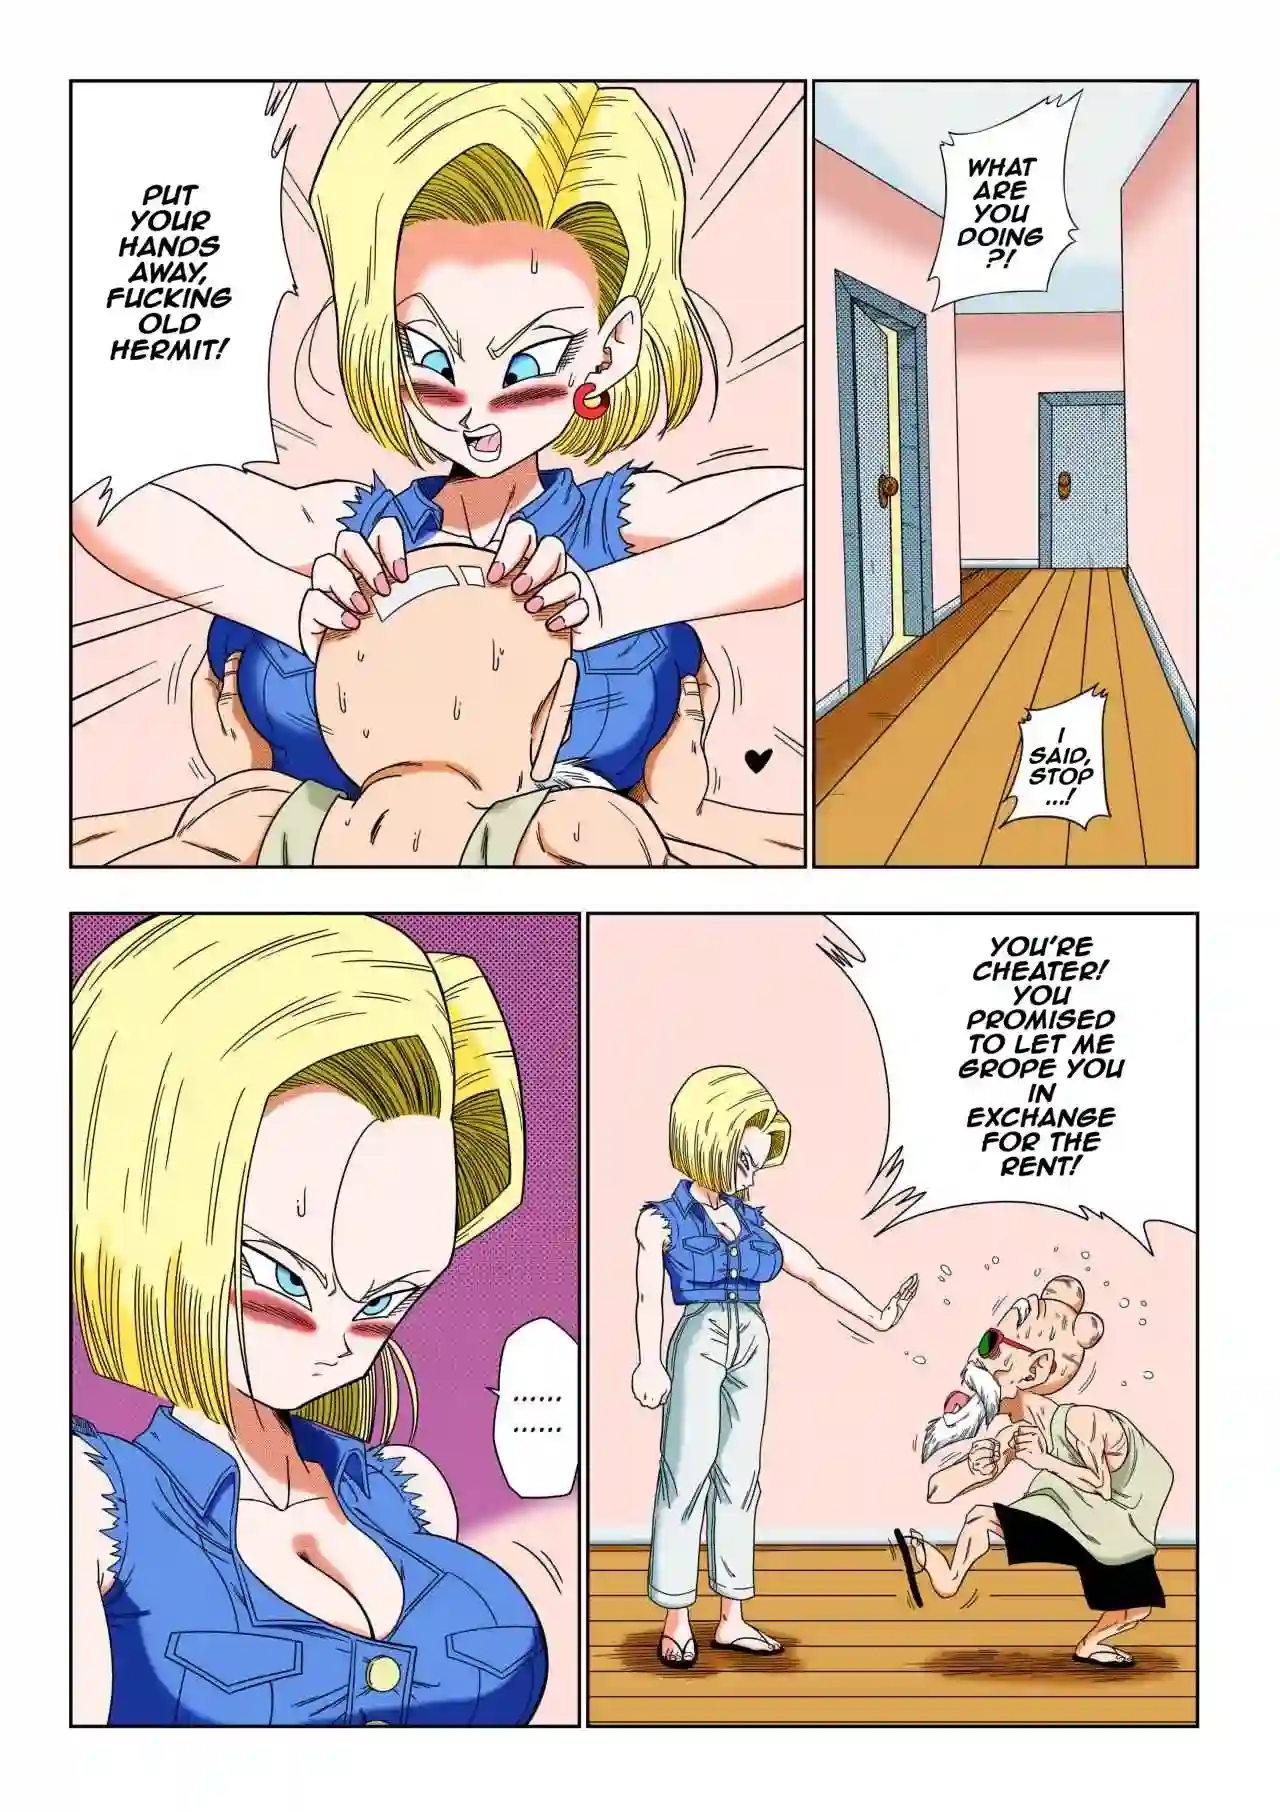 WHAT
ARE
YOU
DOING
?!
I
SAID,
STOP
...!
PUT
YOUR
HANDS
AWAY,
FUCKING
OLD
HERMIT!
YOU'RE
CHEATER!
YOU
PROMISED
TO LET ME
GROPE YOU
IN
EXCHANGE
FOR THE
RENT!
......
......